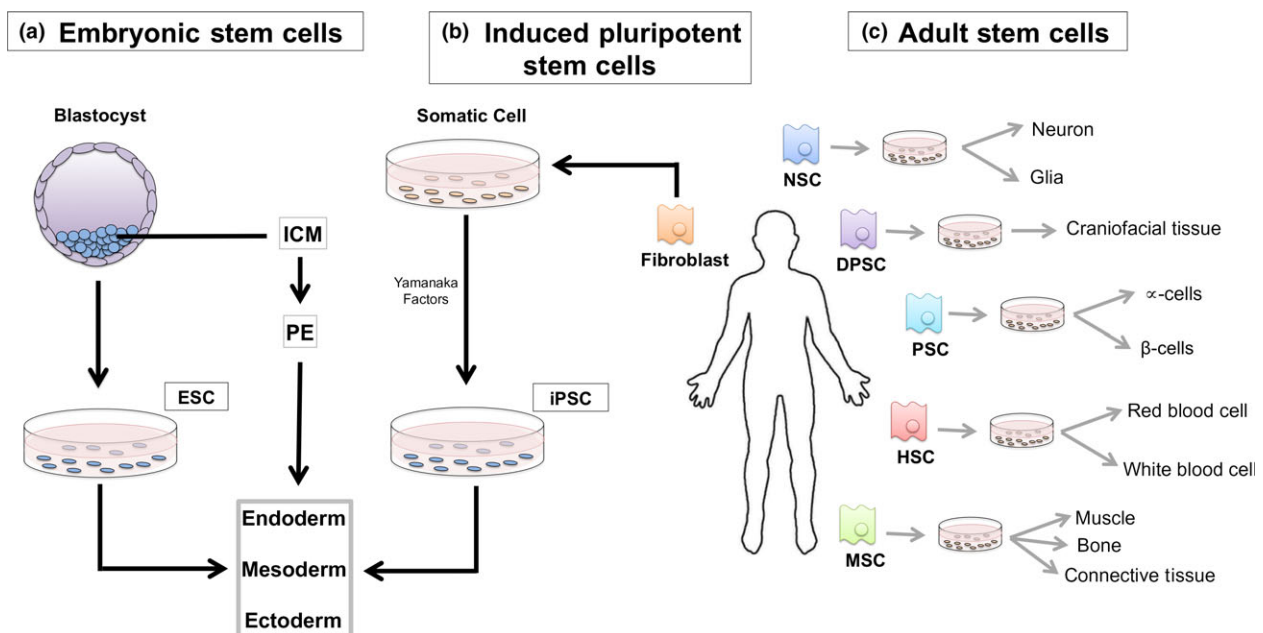 (a) Embryonic stem cells
Blastocyst
ICM
PE
ESC
Endoderm
Mesoderm
Ectoderm
(b) Induced pluripotent
stem cells
Somatic Cell
Yamanaka
Factors
iPSC
Fibroblast
(c) Adult stem cells
NSC
Neuron
Glia
DPSC
Craniofacial tissue
PSC
∝-cells
β-cells
HSC
Red blood cell
White blood cell
MSC
Muscle
Bone
Connective tissue